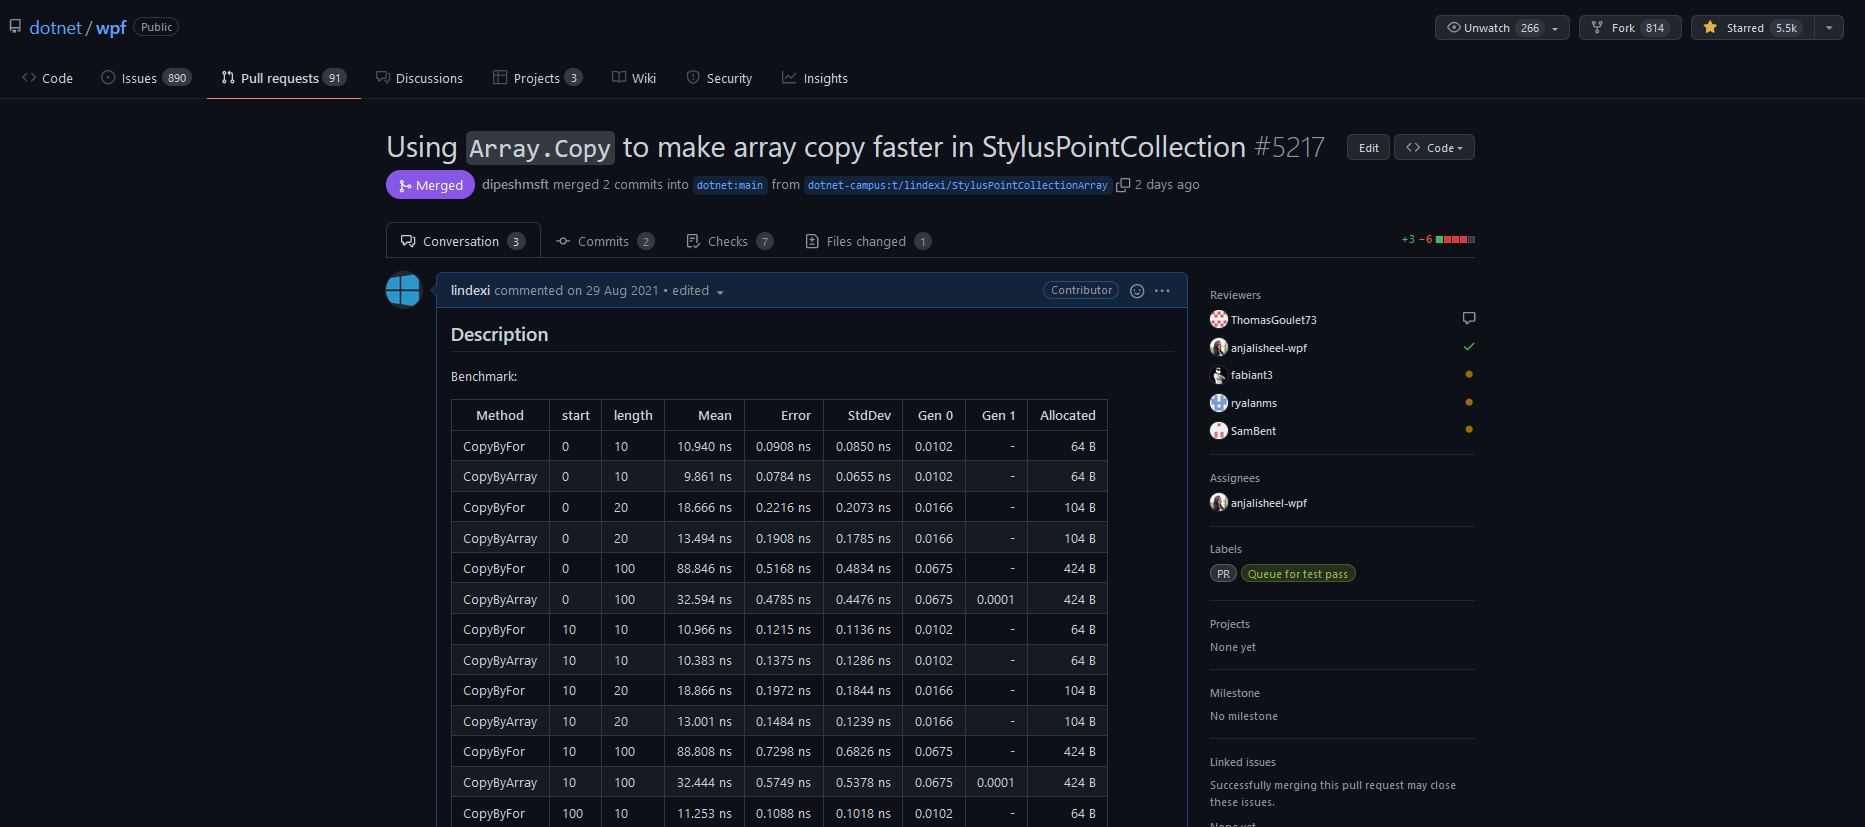 dotnet / wpf Public
Unwatch 266 Fork 814 Starred 5.5k
Code Issues 890 Pull requests 91 Discussions Projects 3 Wiki Security Insights
Using Array.Copy to make array copy faster in StylusPointCollection #5217
Edit Code
Merged dipeshmsft merged 2 commits into dotnet:main from dotnet-campus:t/lindexi/StylusPointCollectionArray 2 days ago
Conversation 3 Commits 2 Checks 7 Files changed 1
+3 −6
lindexi commented on 29 Aug 2021 • edited
Contributor
Description
Benchmark:
Method start length Mean Error StdDev Gen 0 Gen 1 Allocated
CopyByFor 0 10 10.940 ns 0.0908 ns 0.0850 ns 0.0102 - 64 B
CopyByArray 0 10 9.861 ns 0.0784 ns 0.0655 ns 0.0102 - 64 B
CopyByFor 0 20 18.666 ns 0.2216 ns 0.2073 ns 0.0166 - 104 B
CopyByArray 0 20 13.494 ns 0.1908 ns 0.1785 ns 0.0166 - 104 B
CopyByFor 0 100 88.846 ns 0.5168 ns 0.4834 ns 0.0675 - 424 B
CopyByArray 0 100 32.594 ns 0.4785 ns 0.4476 ns 0.0675 0.0001 424 B
CopyByFor 10 10 10.966 ns 0.1215 ns 0.1136 ns 0.0102 - 64 B
CopyByArray 10 10 10.383 ns 0.1375 ns 0.1286 ns 0.0102 - 64 B
CopyByFor 10 20 18.866 ns 0.1972 ns 0.1844 ns 0.0166 - 104 B
CopyByArray 10 20 13.001 ns 0.1484 ns 0.1239 ns 0.0166 - 104 B
CopyByFor 10 100 88.808 ns 0.7298 ns 0.6826 ns 0.0675 - 424 B
CopyByArray 10 100 32.444 ns 0.5749 ns 0.5378 ns 0.0675 0.0001 424 B
CopyByFor 100 10 11.253 ns 0.1088 ns 0.1018 ns 0.0102 - 64 B
Reviewers
ThomasGoulet73
anjalisheel-wpf
fabiant3
ryalanms
SamBent
Assignees
anjalisheel-wpf
Labels
PR Queue for test pass
Projects
None yet
Milestone
No milestone
Linked issues
Successfully merging this pull request may close
these issues.
None yet